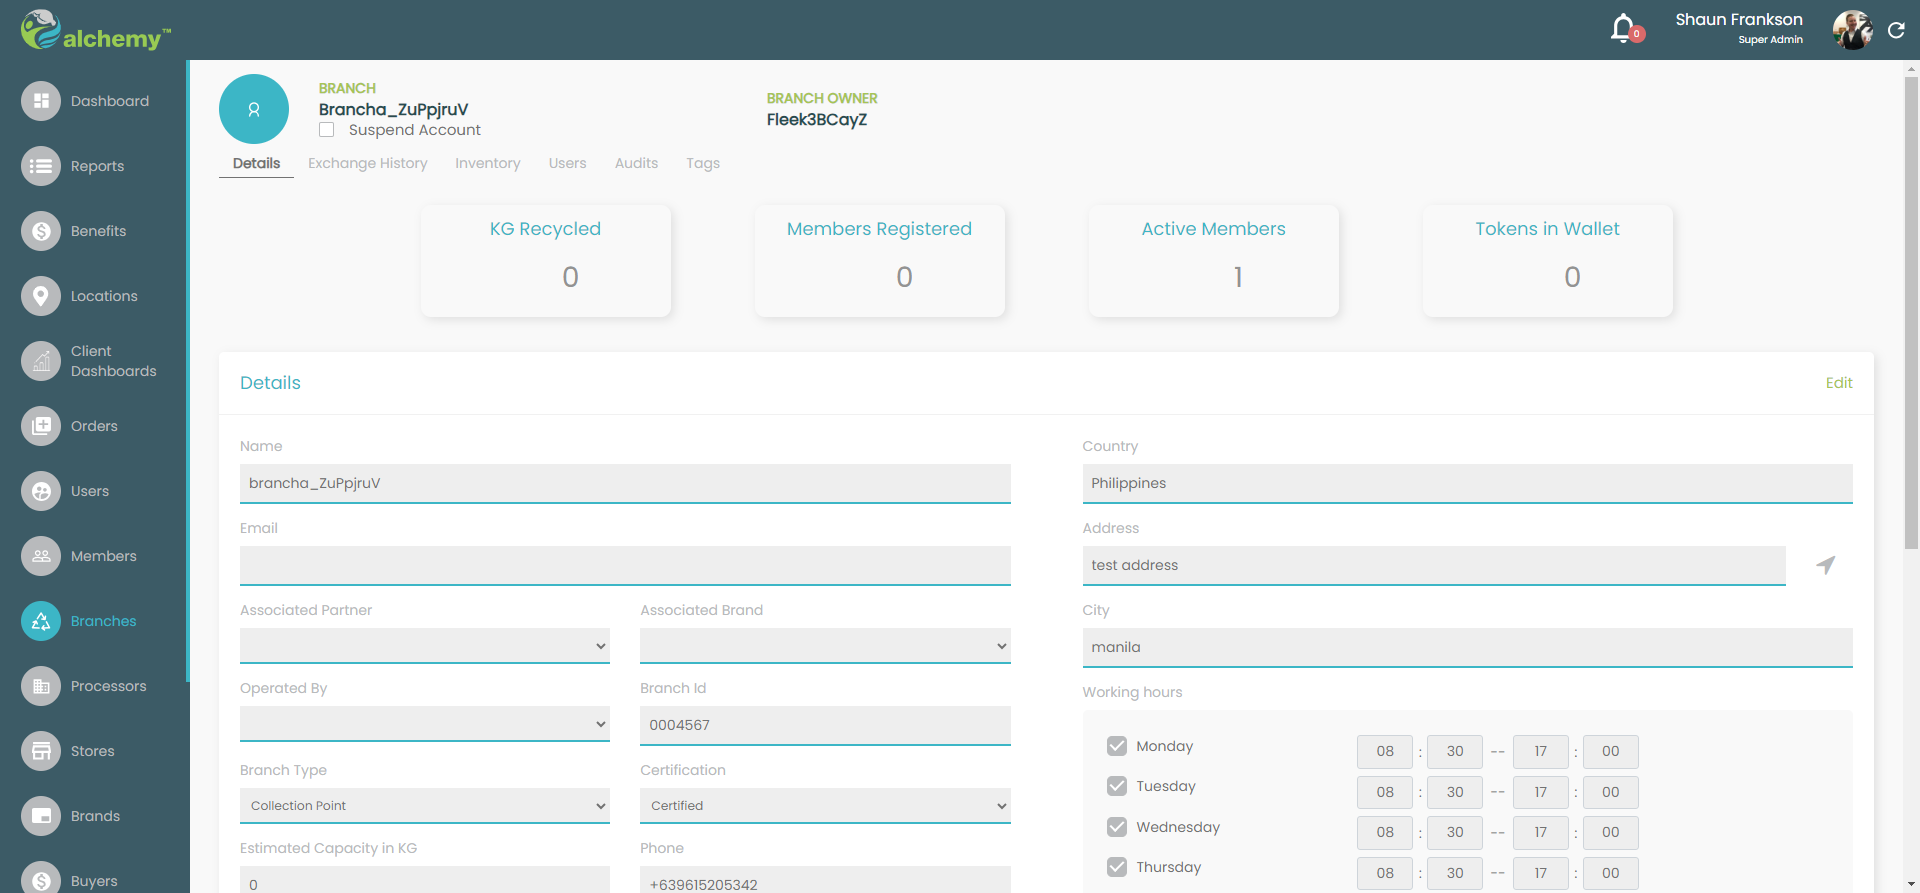 alchemy™
0
Shaun Frankson
Super Admin
Dashboard
Reports
Benefits
Locations
Client
Dashboards
Orders
Users
Members
Branches
Processors
Stores
Brands
Buyers
BRANCH
Brancha_ZuPpjruV
Suspend Account
BRANCH OWNER
Fleek3BCayZ
Details Exchange History Inventory Users Audits Tags
KG Recycled
0
Members Registered
0
Active Members
1
Tokens in Wallet
0
Details
Edit
Name
brancha_ZuPpjruV
Email
Associated Partner Associated Brand
Operated By Branch Id
0004567
Branch Type Certification
Collection Point Certified
Estimated Capacity in KG Phone
0 +639615205342
Country
Philippines
Address
test address
City
manila
Working hours
Monday 08 : 30 -- 17 : 00
Tuesday 08 : 30 -- 17 : 00
Wednesday 08 : 30 -- 17 : 00
Thursday 08 : 30 -- 17 : 00